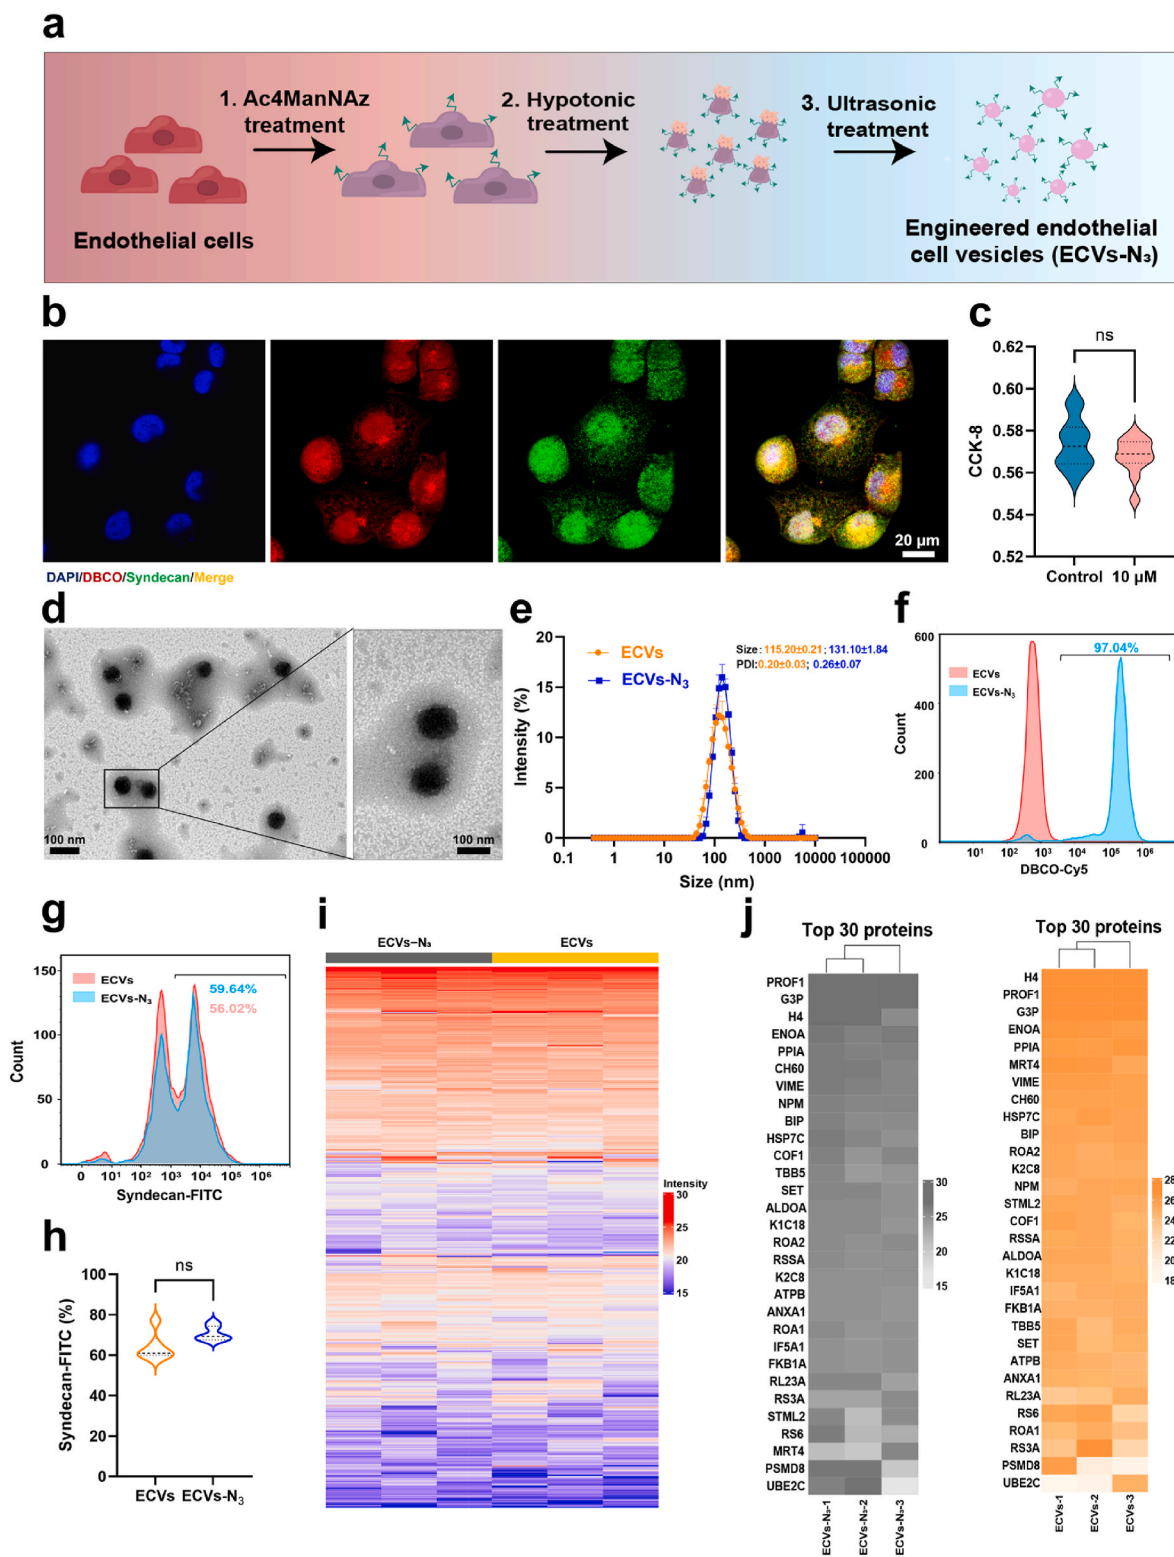 a
1. Ac4ManNAz
treatment
2. Hypotonic
treatment
3. Ultrasonic
treatment
Endothelial cells
Engineered endothelial
cell vesicles (ECVs-N₃)
b
20 μm
DAPI/DBCO/Syndecan/Merge
c
ns
CCK-8
0.62
0.60
0.58
0.56
0.54
0.52
Control
10 μM
d
100 nm
100 nm
e
ECVs
ECVs-N₃
Size: 115.20±0.21; 131.10±1.84
PDI:0.20±0.03; 0.26±0.07
Intensity (%)
20
15
10
5
0
0.1
1
10
100
1000
10000
100000
Size (nm)
f
97.04%
ECVs
ECVs-N₃
Count
600
400
200
0
10¹
10²
10³
10⁴
10⁵
10⁶
DBCO-Cy5
g
ECVs
ECVs-N₃
59.64%
56.02%
Count
150
100
50
0
0
10¹
10²
10³
10⁴
10⁵
10⁶
Syndecan-FITC
h
ns
Syndecan-FITC (%)
100
80
60
40
20
0
ECVs
ECVs-N₃
i
ECVs-N₃
ECVs
Intensity
30
25
20
15
j
Top 30 proteins
PROF1
G3P
H4
ENOA
PPIA
CH60
VIME
NPM
BIP
HSP7C
COF1
TBB5
SET
ALDOA
K1C18
ROA2
RSSA
K2C8
ATPB
ANXA1
ROA1
IF5A1
FKB1A
RL23A
RS3A
STML2
RS6
MRT4
PSMD8
UBE2C
30
25
20
15
ECVs-N₃-1
ECVs-N₃-2
ECVs-N₃-3
Top 30 proteins
H4
PROF1
G3P
ENOA
PPIA
MRT4
VIME
CH60
HSP7C
BIP
ROA2
K2C8
NPM
STML2
COF1
RSSA
ALDOA
K1C18
IF5A1
FKB1A
TBB5
SET
ATPB
ANXA1
RL23A
RS6
ROA1
RS3A
PSMD8
UBE2C
28
26
24
22
20
18
ECVs-1
ECVs-2
ECVs-3